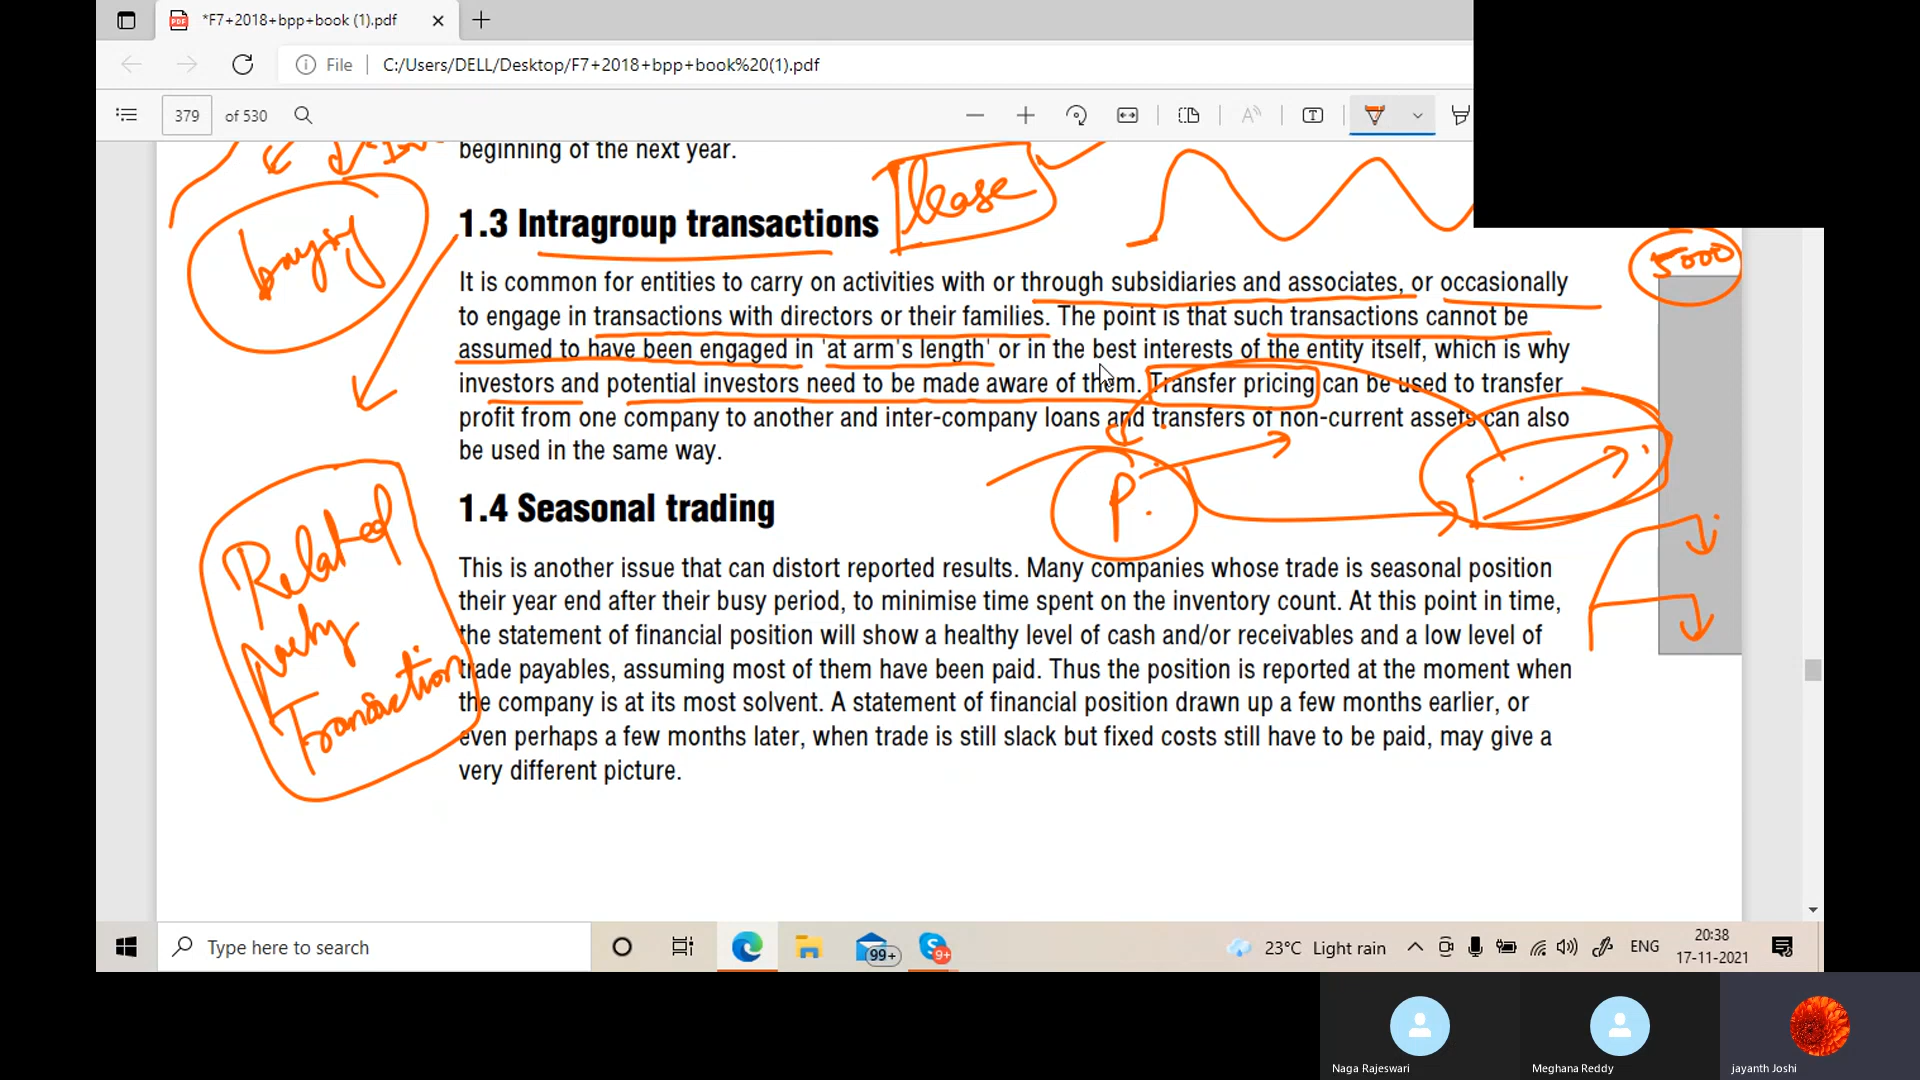 *F7+2018+bpp+book (1).pdf
File
C:/Users/DELL/Desktop/F7+2018+bpp+book%20(1).pdf
379 of 530
beginning of the next year.
lease
1.3 Intragroup transactions
5000
It is common for entities to carry on activities with or through subsidiaries and associates, or occasionally
to engage in transactions with directors or their families. The point is that such transactions cannot be
assumed to have been engaged in 'at arm's length' or in the best interests of the entity itself, which is why
investors and potential investors need to be made aware of them. Transfer pricing can be used to transfer
profit from one company to another and inter-company loans and transfers of non-current assets can also
be used in the same way.
P.
1.4 Seasonal trading
Related
Party
Transaction
This is another issue that can distort reported results. Many companies whose trade is seasonal position
their year end after their busy period, to minimise time spent on the inventory count. At this point in time,
the statement of financial position will show a healthy level of cash and/or receivables and a low level of
trade payables, assuming most of them have been paid. Thus the position is reported at the moment when
the company is at its most solvent. A statement of financial position drawn up a few months earlier, or
even perhaps a few months later, when trade is still slack but fixed costs still have to be paid, may give a
very different picture.
Type here to search
99+
9+
23°C Light rain
ENG
20:38
17-11-2021
Naga Rajeswari
Meghana Reddy
jayanth Joshi